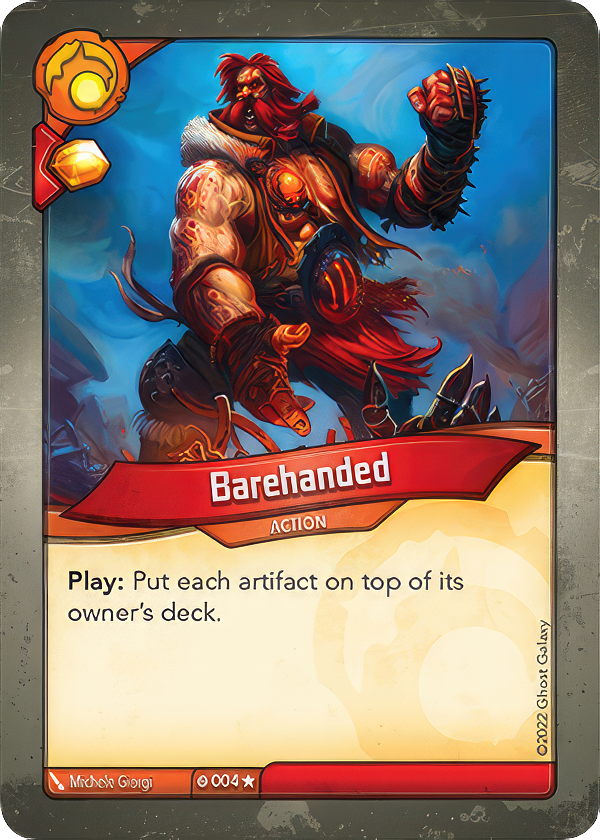 Barehanded
ACTION
Play: Put each artifact on top of its
owner's deck.
©2022 Ghost Galaxy
Michele Giorgi
004